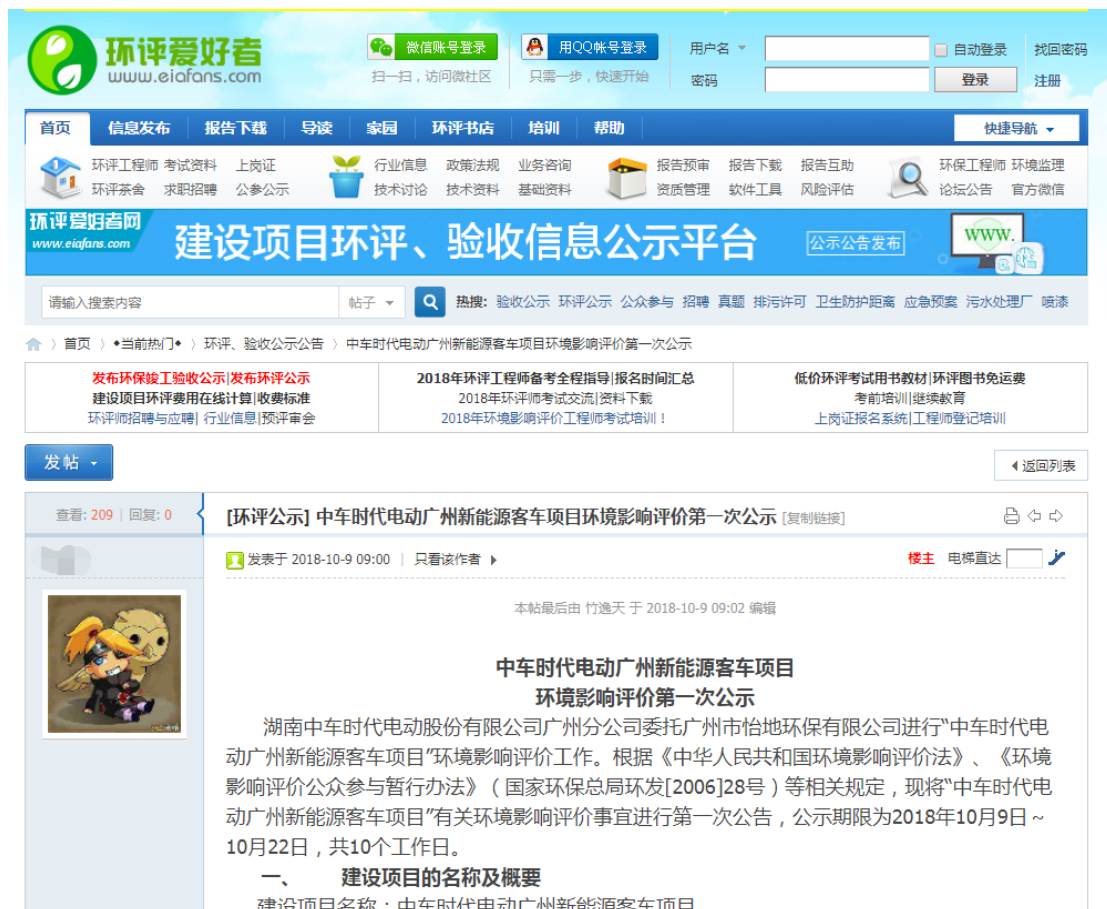 环评爱好者
www.eiafans.com
微信账号登录
扫一扫，访问微社区
用QQ帐号登录
只需一步，快速开始
用户名
自动登录
找回密码
密码
登录
注册
首页 信息发布 报告下载 导读 家园 环评书店 培训 帮助 快捷导航
环评工程师 考试资料 上岗证 行业信息 政策法规 业务咨询 报告预审 报告下载 报告互助 环保工程师 环境监理
环评茶舍 求职招聘 公参公示 技术讨论 技术资料 基础资料 资质管理 软件工具 风险评估 论坛公告 官方微信
环评爱好者网
www.eiafans.com
建设项目环评、验收信息公示平台
公示公告发布
WWW.
请输入搜索内容 帖子 热搜: 验收公示 环评公示 公众参与 招聘 真题 排污许可 卫生防护距离 应急预案 污水处理厂 喷漆
首页 〉 ◆当前热门◆ 〉 环评、验收公示公告 〉 中车时代电动广州新能源客车项目环境影响评价第一次公示
发布环保竣工验收公示|发布环评公示
建设项目环评费用在线计算|收费标准
环评师招聘与应聘| 行业信息|预评审会
2018年环评工程师备考全程指导|报名时间汇总
2018年环评师考试交流|资料下载
2018年环境影响评价工程师考试培训！
低价环评考试用书教材|环评图书免运费
考前培训|继续教育
上岗证报名系统|工程师登记培训
发帖
返回列表
查看: 209 | 回复: 0
[环评公示] 中车时代电动广州新能源客车项目环境影响评价第一次公示 [复制链接]
发表于 2018-10-9 09:00 | 只看该作者
楼主 电梯直达
本帖最后由 竹逸天 于 2018-10-9 09:02 编辑
中车时代电动广州新能源客车项目
环境影响评价第一次公示
湖南中车时代电动股份有限公司广州分公司委托广州市怡地环保有限公司进行“中车时代电
动广州新能源客车项目”环境影响评价工作。根据《中华人民共和国环境影响评价法》、《环境
影响评价公众参与暂行办法》（国家环保总局环发[2006]28号）等相关规定，现将“中车时代电
动广州新能源客车项目”有关环境影响评价事宜进行第一次公告，公示期限为2018年10月9日～
10月22日，共10个工作日。
一、 建设项目的名称及概要
建设项目名称：中车时代电动广州新能源客车项目